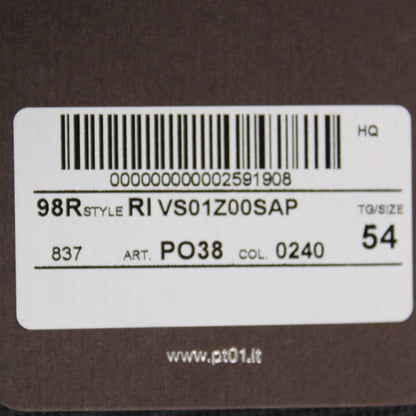 HQ
000000000002591908
98R STYLE RI VS01Z00SAP TG/SIZE
837 ART. PO38 COL. 0240 54
www.pt01.it